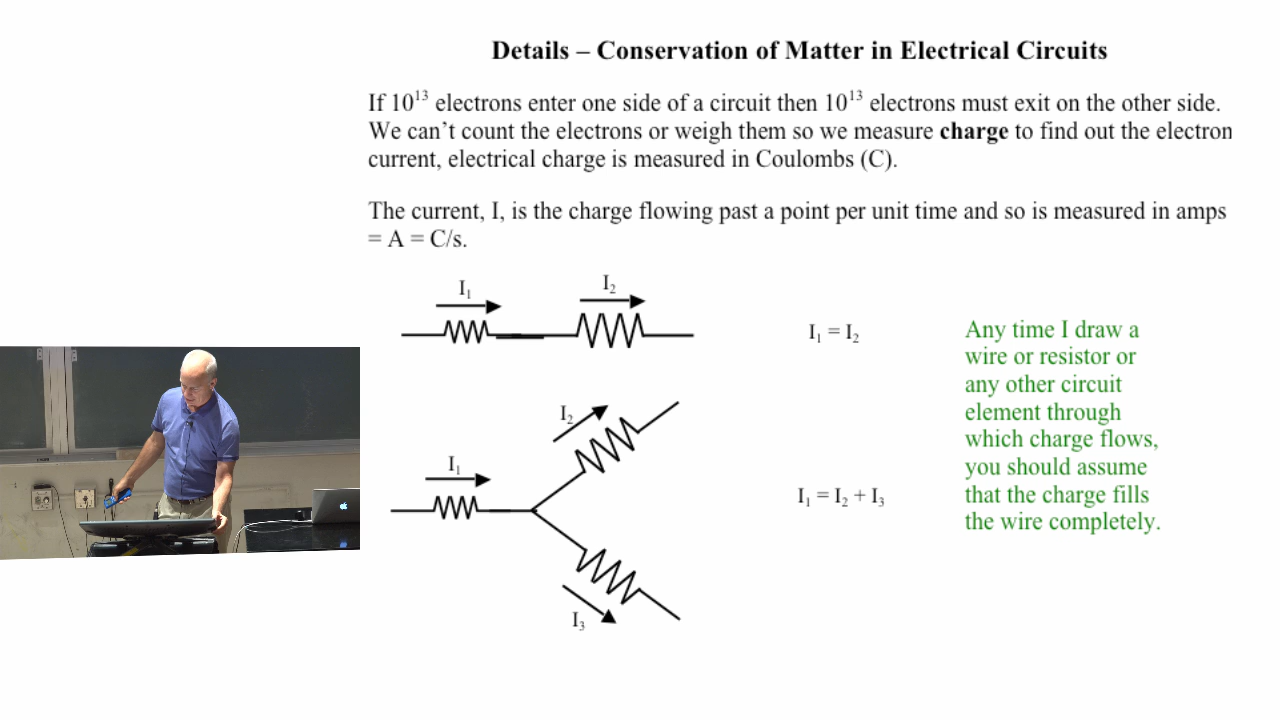 Details – Conservation of Matter in Electrical Circuits
If 10¹³ electrons enter one side of a circuit then 10¹³ electrons must exit on the other side.
We can’t count the electrons or weigh them so we measure charge to find out the electron
current, electrical charge is measured in Coulombs (C).
The current, I, is the charge flowing past a point per unit time and so is measured in amps
= A = C/s.
I₁
I₂
I₁ = I₂
Any time I draw a
wire or resistor or
any other circuit
element through
which charge flows,
you should assume
that the charge fills
the wire completely.
I₂
I₁
I₁ = I₂ + I₃
I₃